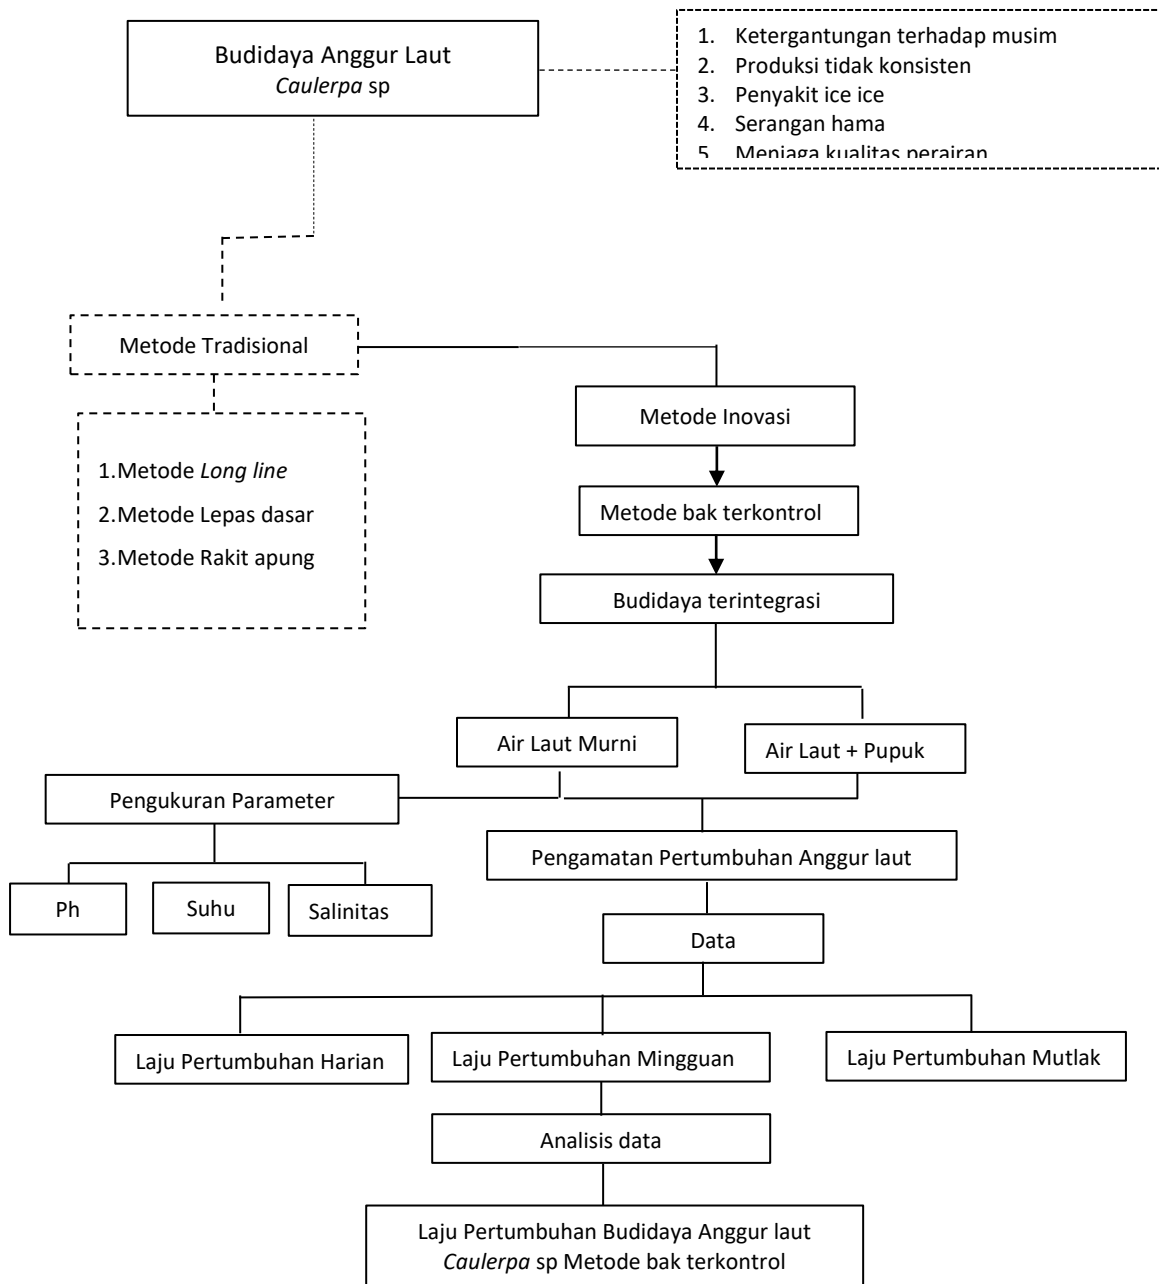 Budidaya Anggur Laut
Caulerpa sp
1. Ketergantungan terhadap musim
2. Produksi tidak konsisten
3. Penyakit ice ice
4. Serangan hama
5. Menjaga kualitas perairan
Metode Tradisional
1.Metode Long line
2.Metode Lepas dasar
3.Metode Rakit apung
Metode Inovasi
Metode bak terkontrol
Budidaya terintegrasi
Air Laut Murni
Air Laut + Pupuk
Pengukuran Parameter
Pengamatan Pertumbuhan Anggur laut
Ph
Suhu
Salinitas
Data
Laju Pertumbuhan Harian
Laju Pertumbuhan Mingguan
Laju Pertumbuhan Mutlak
Analisis data
Laju Pertumbuhan Budidaya Anggur laut
Caulerpa sp Metode bak terkontrol